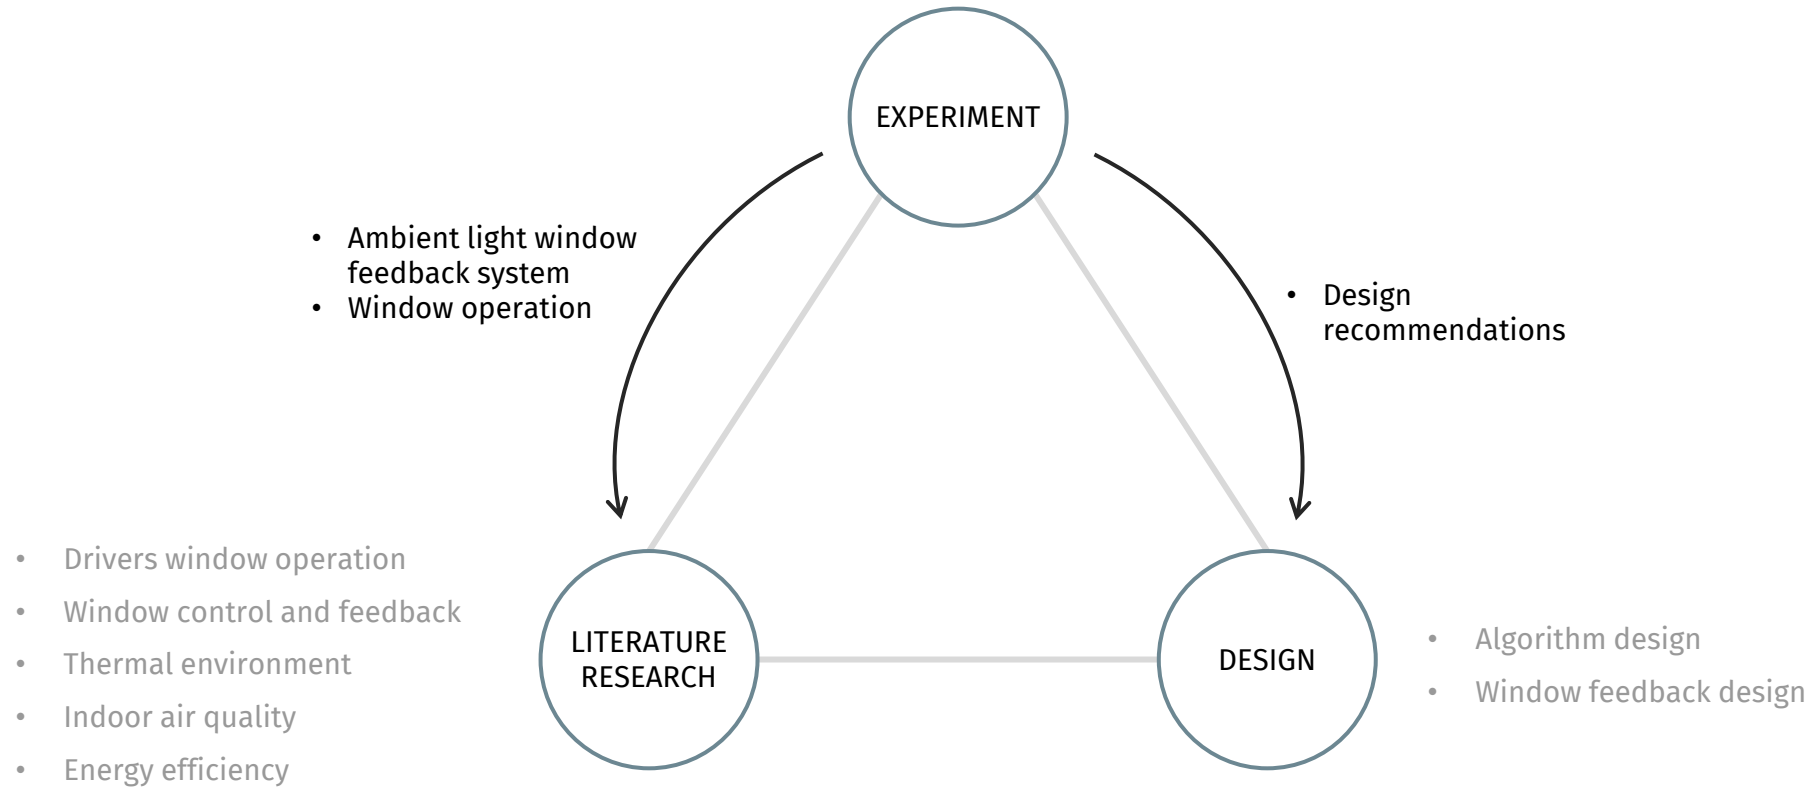 EXPERIMENT
• Ambient light window
feedback system
• Window operation
• Design
recommendations
• Drivers window operation
• Window control and feedback
• Thermal environment
• Indoor air quality
• Energy efficiency
LITERATURE
RESEARCH
DESIGN
• Algorithm design
• Window feedback design